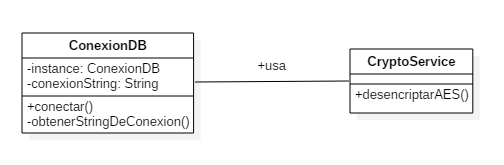 ConexionDB
-instance: ConexionDB
-conexionString: String
+conectar()
-obtenerStringDeConexion()
+usa
CryptoService
+desencriptarAES()